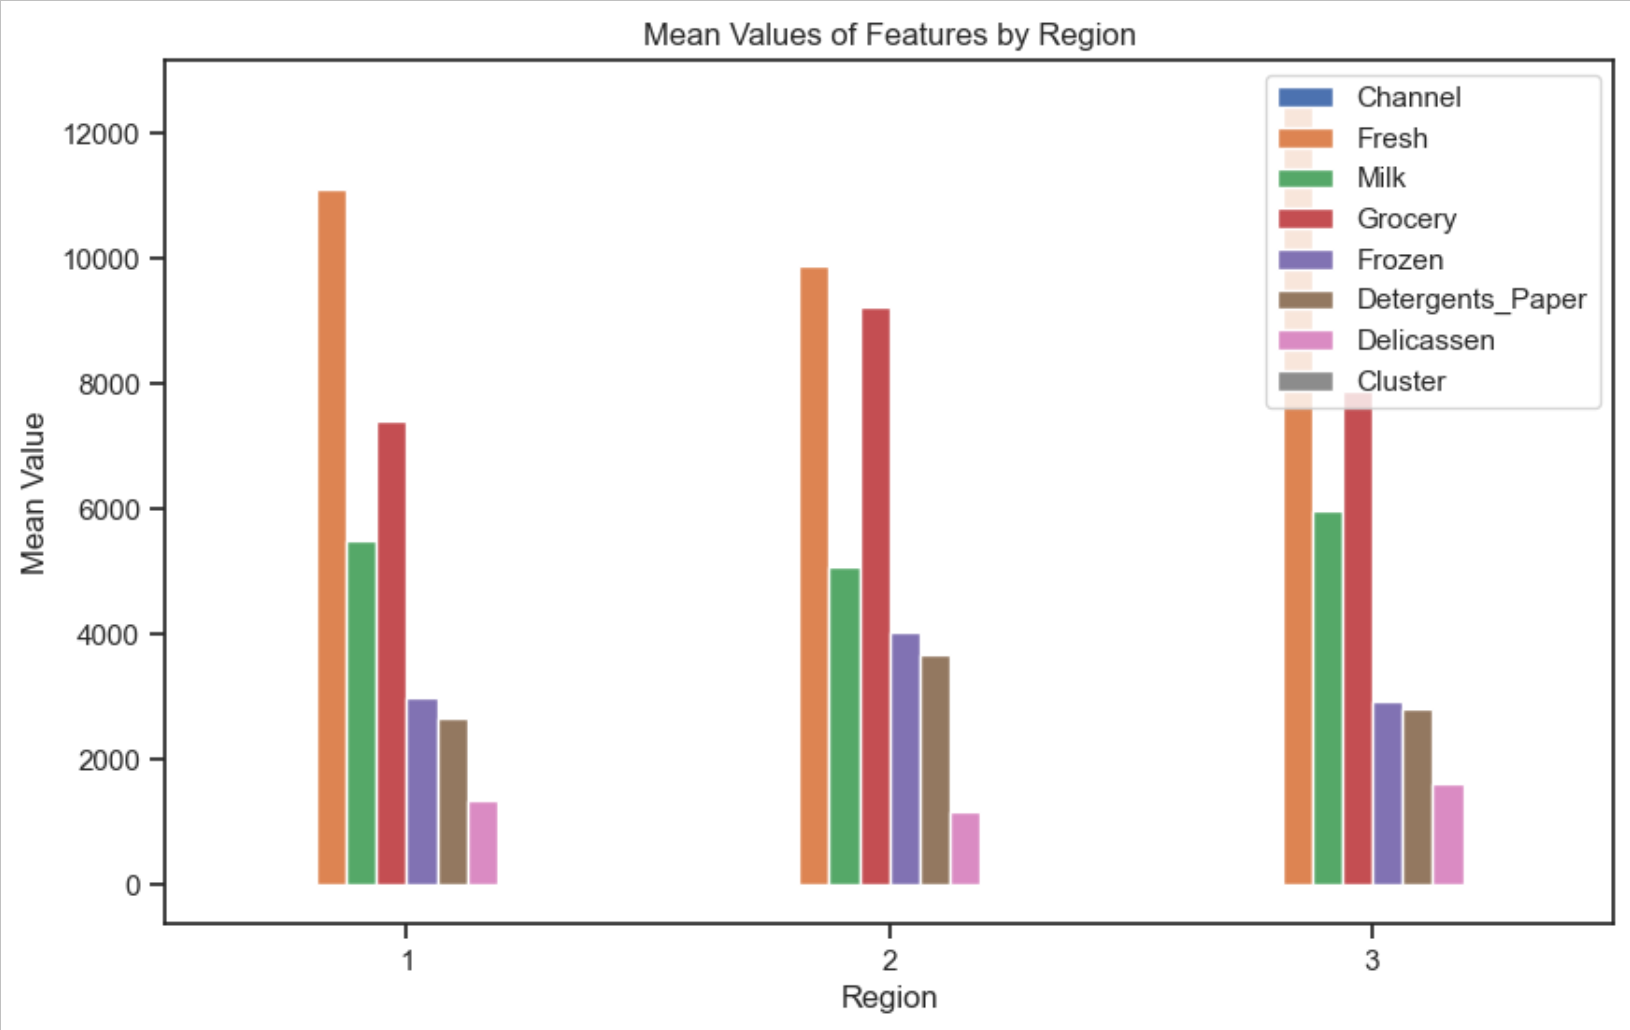 Mean Values of Features by Region
Channel
Fresh
Milk
Grocery
Frozen
Detergents_Paper
Delicassen
Cluster
12000
10000
8000
6000
4000
2000
0
Mean Value
1 2 3
Region